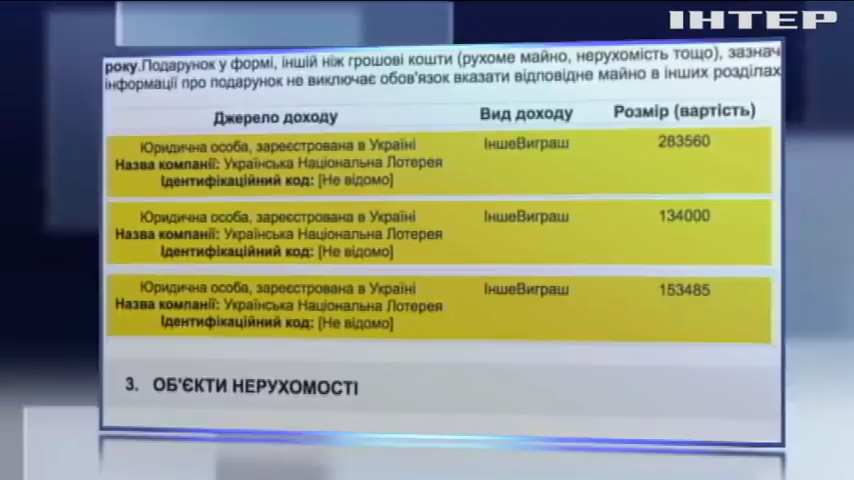 ІНТЕР
року.Подарунок у формі, іншій ніж грошові кошти (рухоме майно, нерухомість тощо), зазнач
інформації про подарунок не виключає обов'язок вказати відповідне майно в інших розділах
Джерело доходу Вид доходу Розмір (вартість)
Юридична особа, зареєстрована в Україні ІншеВиграш 283560
Назва компанії: Українська Національна Лотерея
Ідентифікаційний код: [Не відомо]
Юридична особа, зареєстрована в Україні ІншеВиграш 134000
Назва компанії: Українська Національна Лотерея
Ідентифікаційний код: [Не відомо]
Юридична особа, зареєстрована в Україні ІншеВиграш 153485
Назва компанії: Українська Національна Лотерея
Ідентифікаційний код: [Не відомо]
3. ОБ'ЄКТИ НЕРУХОМОСТІ